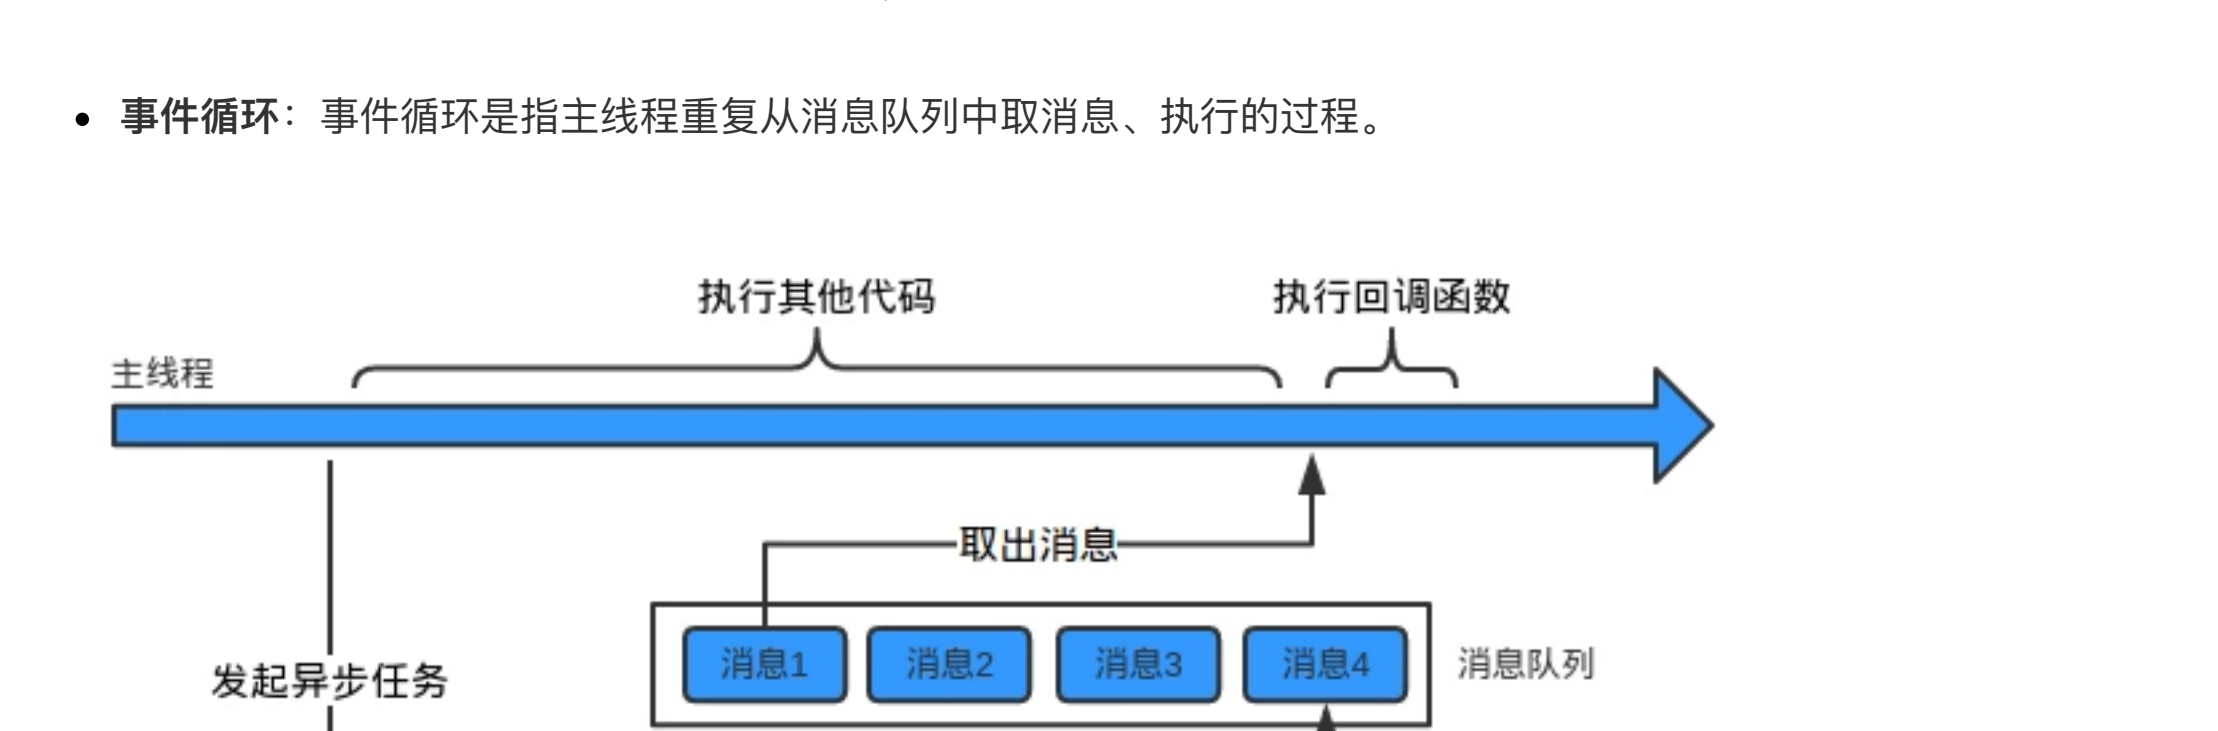 事件循环：事件循环是指主线程重复从消息队列中取消息、执行的过程。
执行其他代码
执行回调函数
主线程
取出消息
消息1
消息2
消息3
消息4
消息队列
发起异步任务